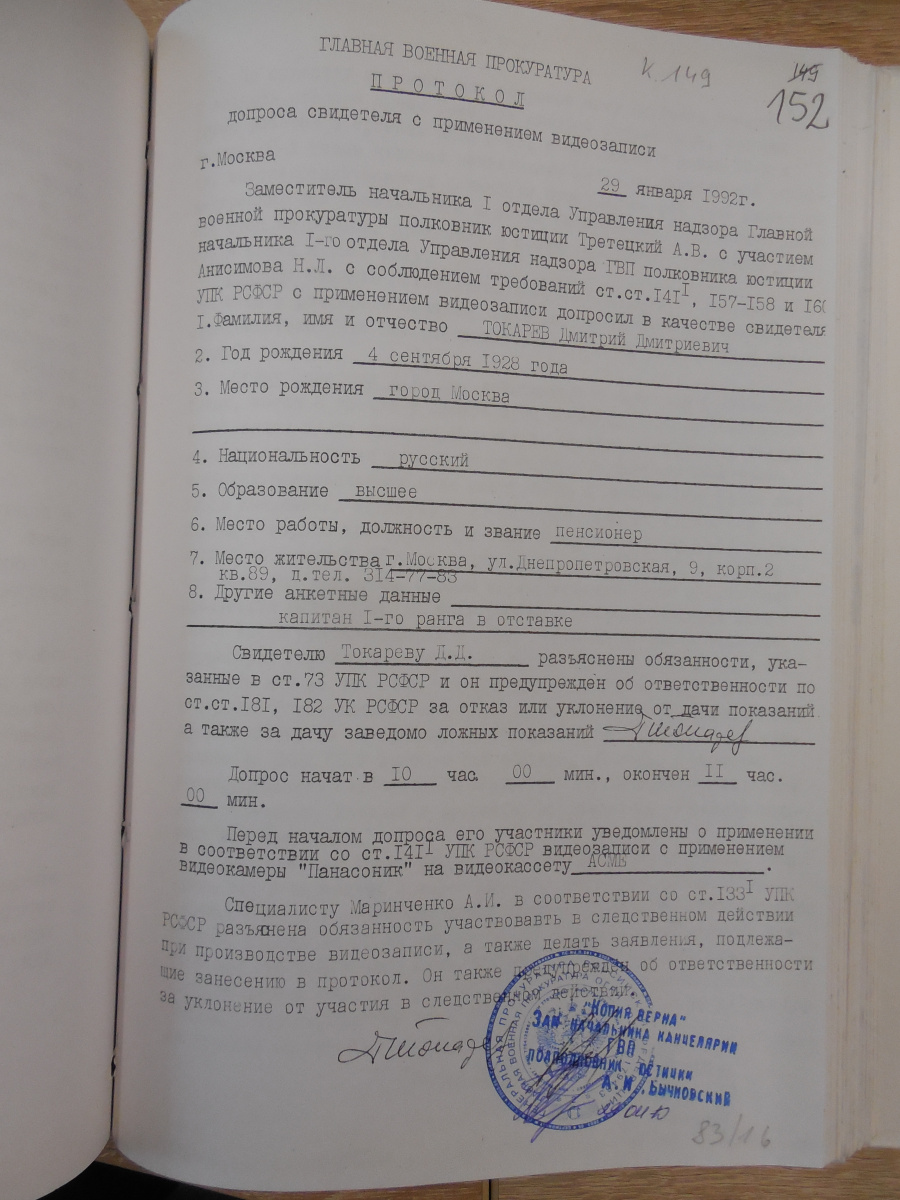 ГЛАВНАЯ ВОЕННАЯ ПРОКУРАТУРА
К. 149
149
152
П Р О Т О К О Л
допроса свидетеля с применением видеозаписи
г.Москва
29 января 1992г.
Заместитель начальника I отдела Управления надзора Главной
военной прокуратуры полковник юстиции Третецкий А.В. с участием
начальника I-го отдела Управления надзора ГВП полковника юстиции
Анисимова Н.Л. с соблюдением требований ст.ст.141I, 157-158 и 160
УПК РСФСР с применением видеозаписи допросил в качестве свидетеля
I.Фамилия, имя и отчество ТОКАРЕВ Дмитрий Дмитриевич
2. Год рождения 4 сентября 1928 года
3. Место рождения город Москва
4. Национальность русский
5. Образование высшее
6. Место работы, должность и звание пенсионер
7. Место жительства г.Москва, ул.Днепропетровская, 9, корп.2
кв.89, д.тел. 314-77-83
8. Другие анкетные данные
капитан I-го ранга в отставке
Свидетелю Токареву Д.Д. разъяснены обязанности, ука-
занные в ст.73 УПК РСФСР и он предупрежден об ответственности по
ст.ст.181, 182 УК РСФСР за отказ или уклонение от дачи показаний
а также за дачу заведомо ложных показаний
Допрос начат в 10 час. 00 мин., окончен 11 час.
00 мин.
Перед началом допроса его участники уведомлены о применении
в соответствии со ст.141I УПК РСФСР видеозаписи с применением
видеокамеры "Панасоник" на видеокассету АСМЕ.
Специалисту Маринченко А.И. в соответствии со ст.133I УПК
РСФСР разъяснена обязанность участвовавть в следственном действии
при производстве видеозаписи, а также делать заявления, подлежа-
щие занесению в протокол. Он также предупрежден об ответственности
за уклонение от участия в следственном действии.
"КОПИЯ ВЕРНА"
ЗАМ НАЧАЛЬНИКА КАНЦЕЛЯРИИ
ГВП
ПОДПОЛКОВНИК ЮСТИЦИИ
А.И.БЫЧКОВСКИЙ
83/16